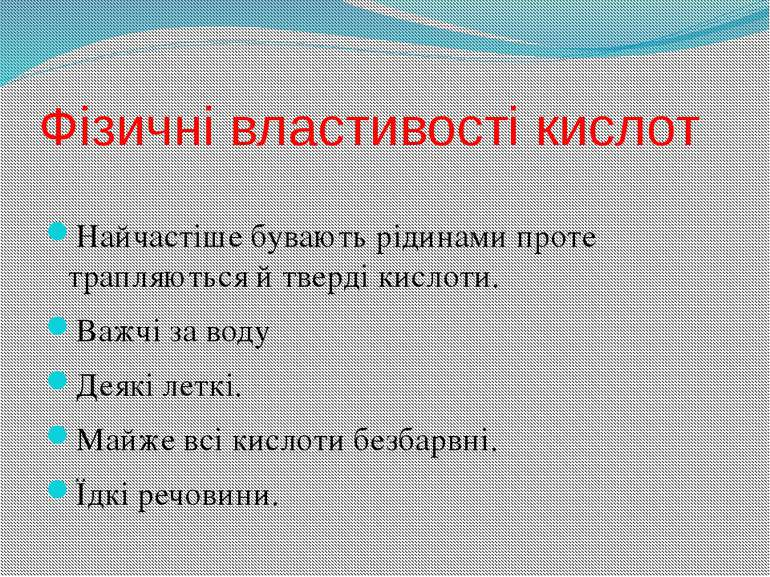 Фізичні властивості кислот
Найчастіше бувають рідинами проте
трапляються й тверді кислоти.
Важчі за воду
Деякі леткі.
Майже всі кислоти безбарвні.
Їдкі речовини.